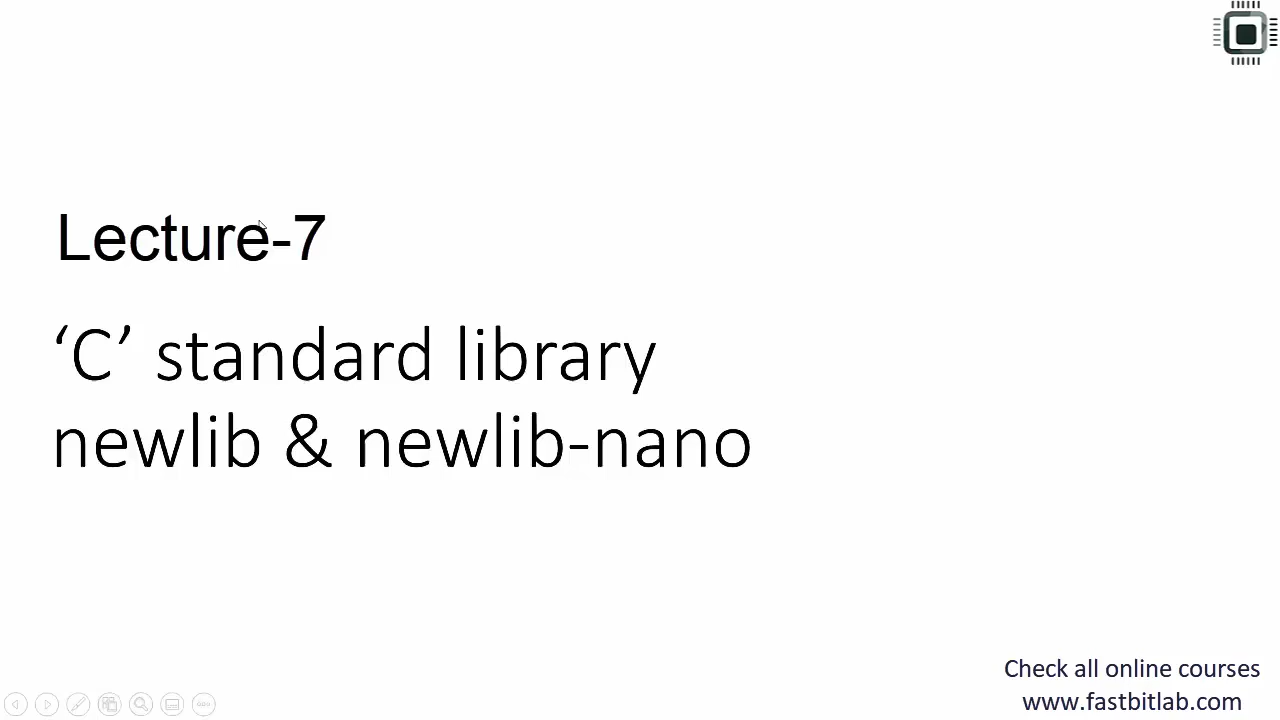 Lecture-7
‘C’ standard library
newlib & newlib-nano
Check all online courses
www.fastbitlab.com